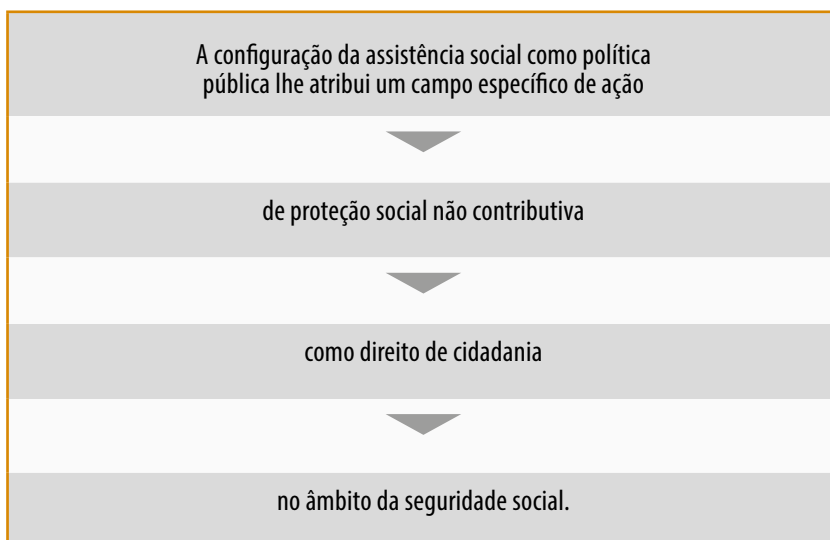 A configuração da assistência social como política
pública lhe atribui um campo específico de ação
de proteção social não contributiva
como direito de cidadania
no âmbito da seguridade social.